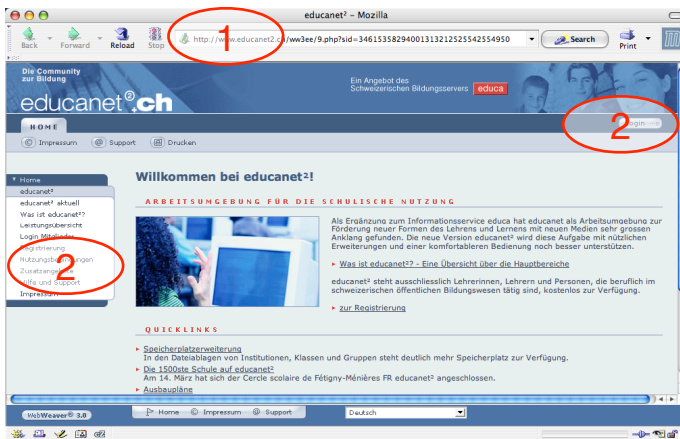 educanet² – Mozilla
Back
Forward
Reload
Stop
http://www.educanet2.ch/ww3ee/9.php?sid=34615358294001313212525542554950
Search
Print
1
Die Community
zur Bildung
educanet².ch
Ein Angebot des
Schweizerischen Bildungsservers educa
HOME
Login
2
Impressum
Support
Drucken
Home
educanet²
educanet² aktuell
Was ist educanet²?
Leistungsübersicht
Login Mitglieder
Registrierung
Nutzungsbedingungen
Zusatzangebote
Hilfe und Support
Impressum
2
Willkommen bei educanet²!
ARBEITSUMGEBUNG FÜR DIE SCHULISCHE NUTZUNG
Als Ergänzung zum Informationsservice educa hat educanet als Arbeitsumgebung zur
Förderung neuer Formen des Lehrens und Lernens mit neuen Medien sehr grossen
Anklang gefunden. Die neue Version educanet² wird diese Aufgabe mit nützlichen
Erweiterungen und einer komfortableren Bedienung noch besser unterstützen.
Was ist educanet²? - Eine Übersicht über die Hauptbereiche
educanet² steht ausschliesslich Lehrerinnen, Lehrern und Personen, die beruflich im
schweizerischen öffentlichen Bildungswesen tätig sind, kostenlos zur Verfügung.
zur Registrierung
QUICKLINKS
Speicherplatzerweiterung
In den Dateiablagen von Institutionen, Klassen und Gruppen steht deutlich mehr Speicherplatz zur Verfügung.
Die 1500ste Schule auf educanet²
Am 14. März hat sich der Cercle scolaire de Fétigny-Ménières FR educanet² angeschlossen.
Ausbaupläne
WebWeaver® 3.0
Home
© Impressum
@ Support
Deutsch